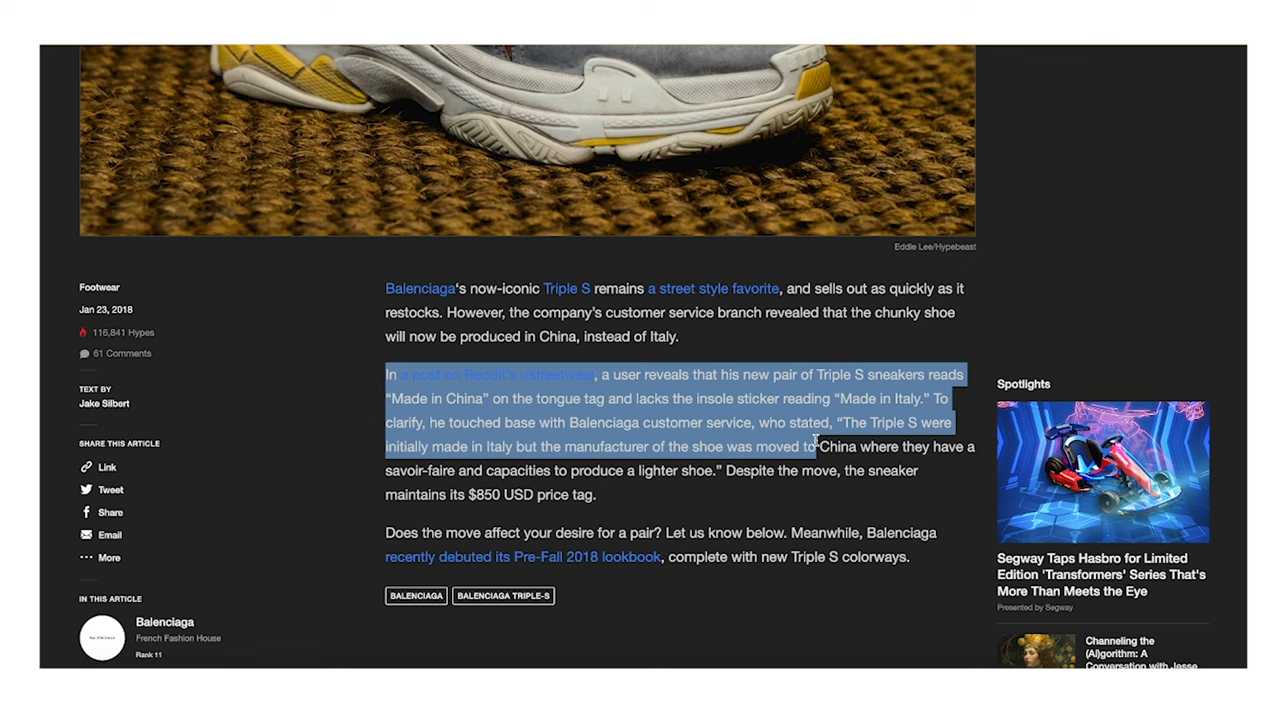 Eddie Lee/Hypebeast
Footwear
Jan 23, 2018
116,841 Hypes
61 Comments
TEXT BY
Jake Silbert
SHARE THIS ARTICLE
Link
Tweet
Share
Email
More
IN THIS ARTICLE
BALENCIAGA
Balenciaga
French Fashion House
Rank 11
Balenciaga‘s now-iconic Triple S remains a street style favorite, and sells out as quickly as it
restocks. However, the company’s customer service branch revealed that the chunky shoe
will now be produced in China, instead of Italy.
In a post on Reddit’s r/streetwear, a user reveals that his new pair of Triple S sneakers reads
“Made in China” on the tongue tag and lacks the insole sticker reading “Made in Italy.” To
clarify, he touched base with Balenciaga customer service, who stated, “The Triple S were
initially made in Italy but the manufacturer of the shoe was moved to China where they have a
savoir-faire and capacities to produce a lighter shoe.” Despite the move, the sneaker
maintains its $850 USD price tag.
Does the move affect your desire for a pair? Let us know below. Meanwhile, Balenciaga
recently debuted its Pre-Fall 2018 lookbook, complete with new Triple S colorways.
BALENCIAGA
BALENCIAGA TRIPLE-S
Spotlights
Segway Taps Hasbro for Limited
Edition 'Transformers' Series That's
More Than Meets the Eye
Presented by Segway
Channeling the
(AI)gorithm: A
Conversation with Jesse